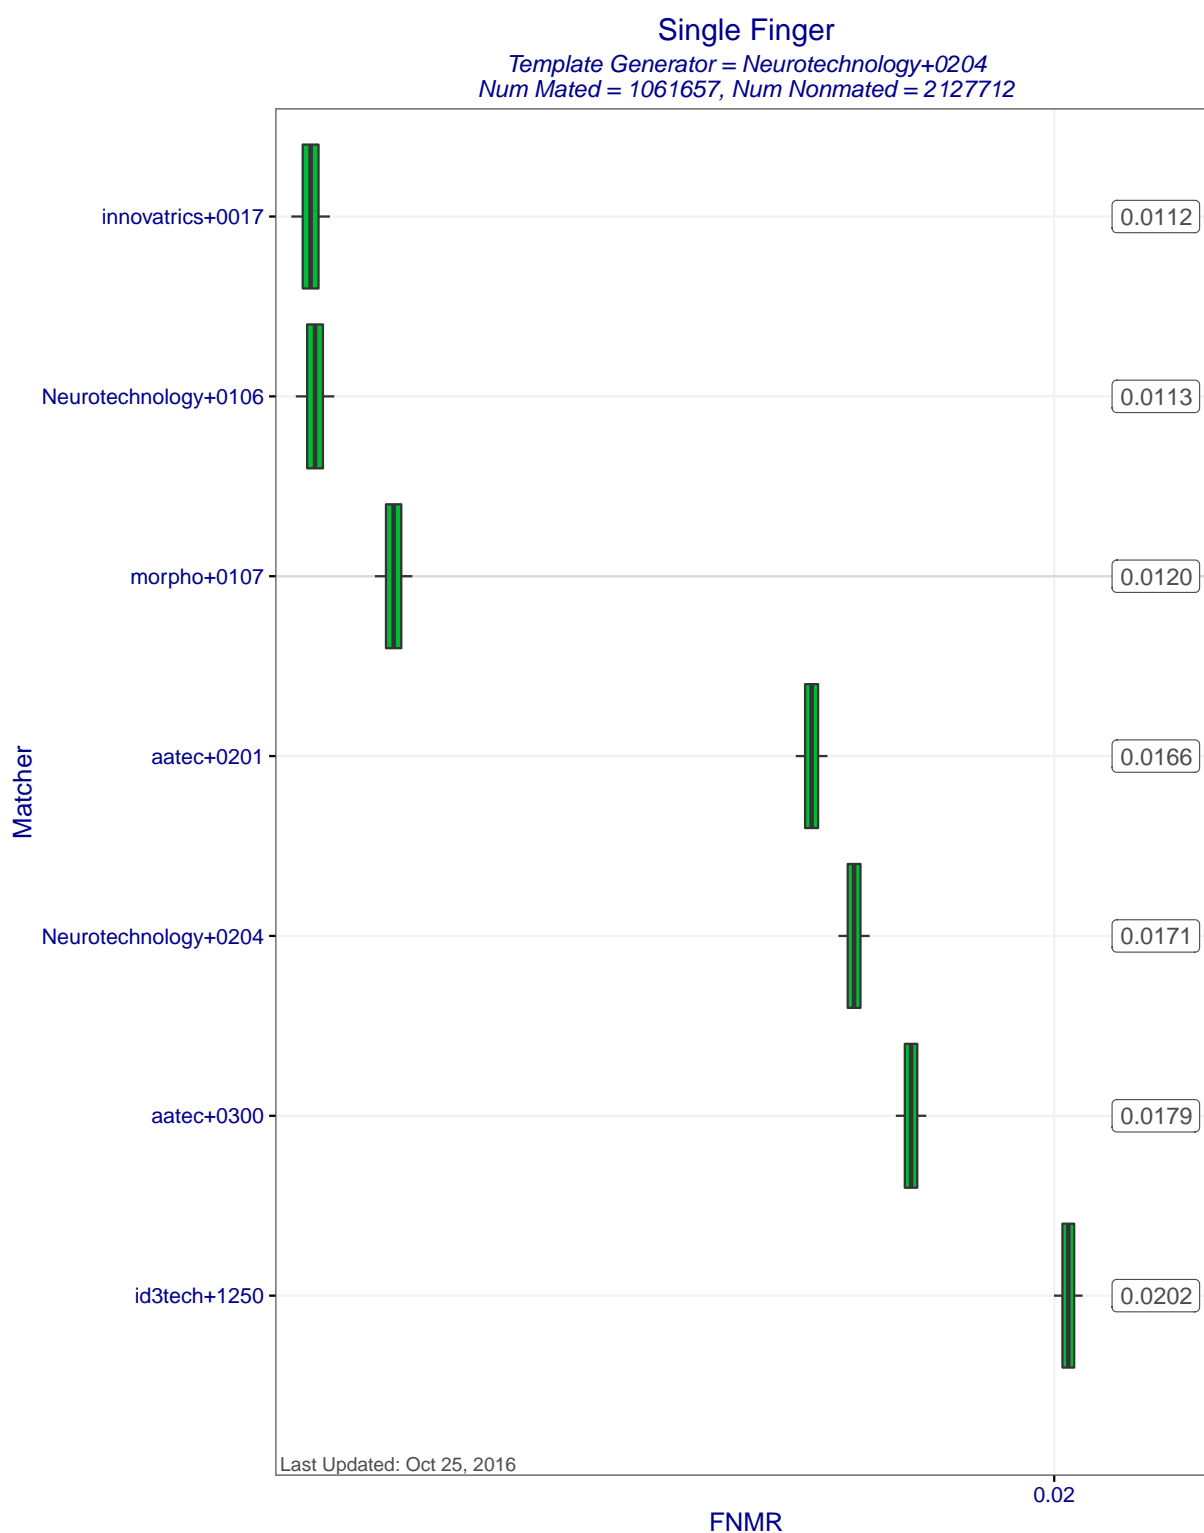 Single Finger
Template Generator = Neurotechnology+0204
Num Mated = 1061657, Num Nonmated = 2127712
innovatrics+0017
0.0112
Neurotechnology+0106
0.0113
morpho+0107
0.0120
aatec+0201
0.0166
Matcher
Neurotechnology+0204
0.0171
aatec+0300
0.0179
id3tech+1250
0.0202
Last Updated: Oct 25, 2016
0.02
FNMR